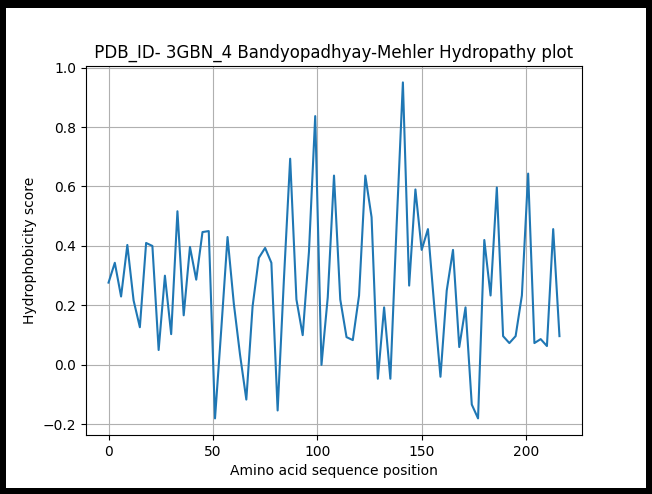 PDB_ID- 3GBN_4 Bandyopadhyay-Mehler Hydropathy plot
1.0
0.8
0.6
0.4
0.2
0.0
−0.2
Hydrophobicity score
0 50 100 150 200
Amino acid sequence position